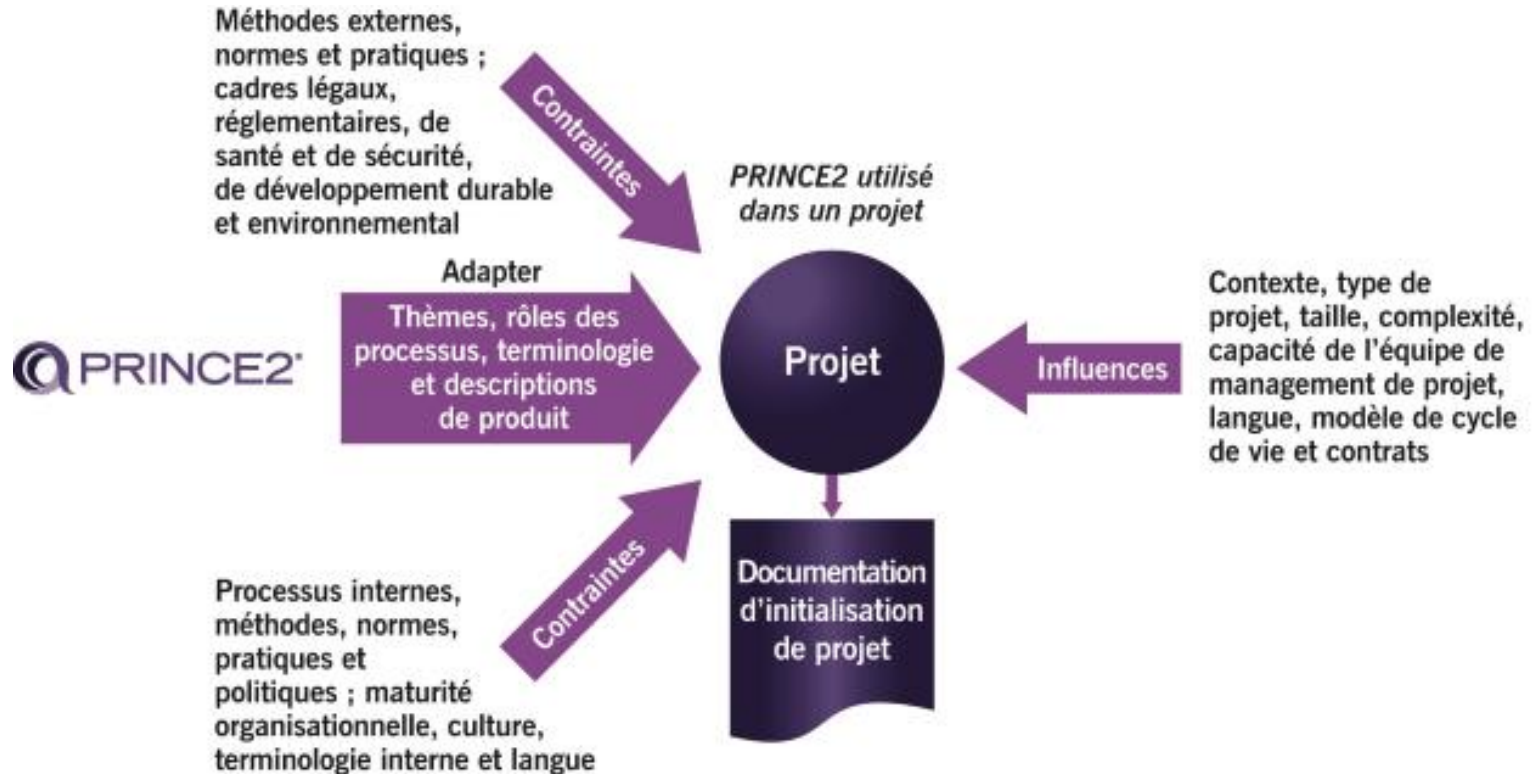 Méthodes externes,
normes et pratiques ;
cadres légaux,
réglementaires, de
santé et de sécurité,
de développement durable
et environnemental
Contraintes
PRINCE2 utilisé
dans un projet
PRINCE2®
Adapter
Thèmes, rôles des
processus, terminologie
et descriptions
de produit
Projet
Influences
Contexte, type de
projet, taille, complexité,
capacité de l'équipe de
management de projet,
langue, modèle de cycle
de vie et contrats
Contraintes
Processus internes,
méthodes, normes,
pratiques et
politiques ; maturité
organisationnelle, culture,
terminologie interne et langue
Documentation
d'initialisation
de projet